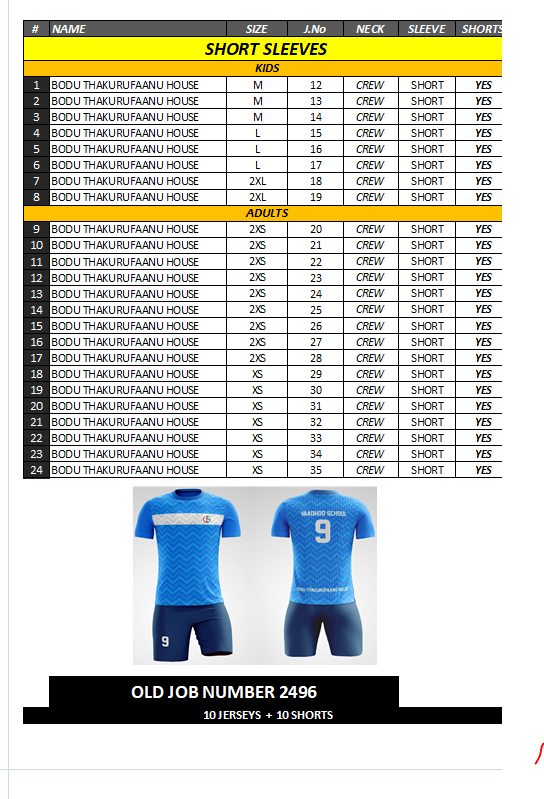 # NAME SIZE J.No NECK SLEEVE SHORTS
SHORT SLEEVES
KIDS
1 BODU THAKURUFAANU HOUSE M 12 CREW SHORT YES
2 BODU THAKURUFAANU HOUSE M 13 CREW SHORT YES
3 BODU THAKURUFAANU HOUSE M 14 CREW SHORT YES
4 BODU THAKURUFAANU HOUSE L 15 CREW SHORT YES
5 BODU THAKURUFAANU HOUSE L 16 CREW SHORT YES
6 BODU THAKURUFAANU HOUSE L 17 CREW SHORT YES
7 BODU THAKURUFAANU HOUSE 2XL 18 CREW SHORT YES
8 BODU THAKURUFAANU HOUSE 2XL 19 CREW SHORT YES
ADULTS
9 BODU THAKURUFAANU HOUSE 2XS 20 CREW SHORT YES
10 BODU THAKURUFAANU HOUSE 2XS 21 CREW SHORT YES
11 BODU THAKURUFAANU HOUSE 2XS 22 CREW SHORT YES
12 BODU THAKURUFAANU HOUSE 2XS 23 CREW SHORT YES
13 BODU THAKURUFAANU HOUSE 2XS 24 CREW SHORT YES
14 BODU THAKURUFAANU HOUSE 2XS 25 CREW SHORT YES
15 BODU THAKURUFAANU HOUSE 2XS 26 CREW SHORT YES
16 BODU THAKURUFAANU HOUSE 2XS 27 CREW SHORT YES
17 BODU THAKURUFAANU HOUSE 2XS 28 CREW SHORT YES
18 BODU THAKURUFAANU HOUSE XS 29 CREW SHORT YES
19 BODU THAKURUFAANU HOUSE XS 30 CREW SHORT YES
20 BODU THAKURUFAANU HOUSE XS 31 CREW SHORT YES
21 BODU THAKURUFAANU HOUSE XS 32 CREW SHORT YES
22 BODU THAKURUFAANU HOUSE XS 33 CREW SHORT YES
23 BODU THAKURUFAANU HOUSE XS 34 CREW SHORT YES
24 BODU THAKURUFAANU HOUSE XS 35 CREW SHORT YES
VAADHOO SCHOOL
9
BODU THAKURUFAANU HOUSE
9
OLD JOB NUMBER 2496
10 JERSEYS + 10 SHORTS